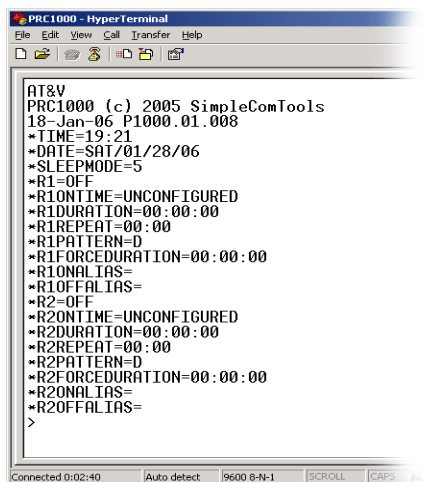 PRC1000 - HyperTerminal
File Edit View Call Transfer Help
AT&V
PRC1000 (c) 2005 SimpleComTools
18-Jan-06 P1000.01.008
*TIME=19:21
*DATE=SAT/01/28/06
*SLEEPMODE=5
*R1=OFF
*R1ONTIME=UNCONFIGURED
*R1DURATION=00:00:00
*R1REPEAT=00:00
*R1PATTERN=D
*R1FORCEDURATION=00:00:00
*R1ONALIAS=
*R1OFFALIAS=
*R2=OFF
*R2ONTIME=UNCONFIGURED
*R2DURATION=00:00:00
*R2REPEAT=00:00
*R2PATTERN=D
*R2FORCEDURATION=00:00:00
*R2ONALIAS=
*R2OFFALIAS=
>
Connected 0:02:40 Auto detect 9600 8-N-1 SCROLL CAPS